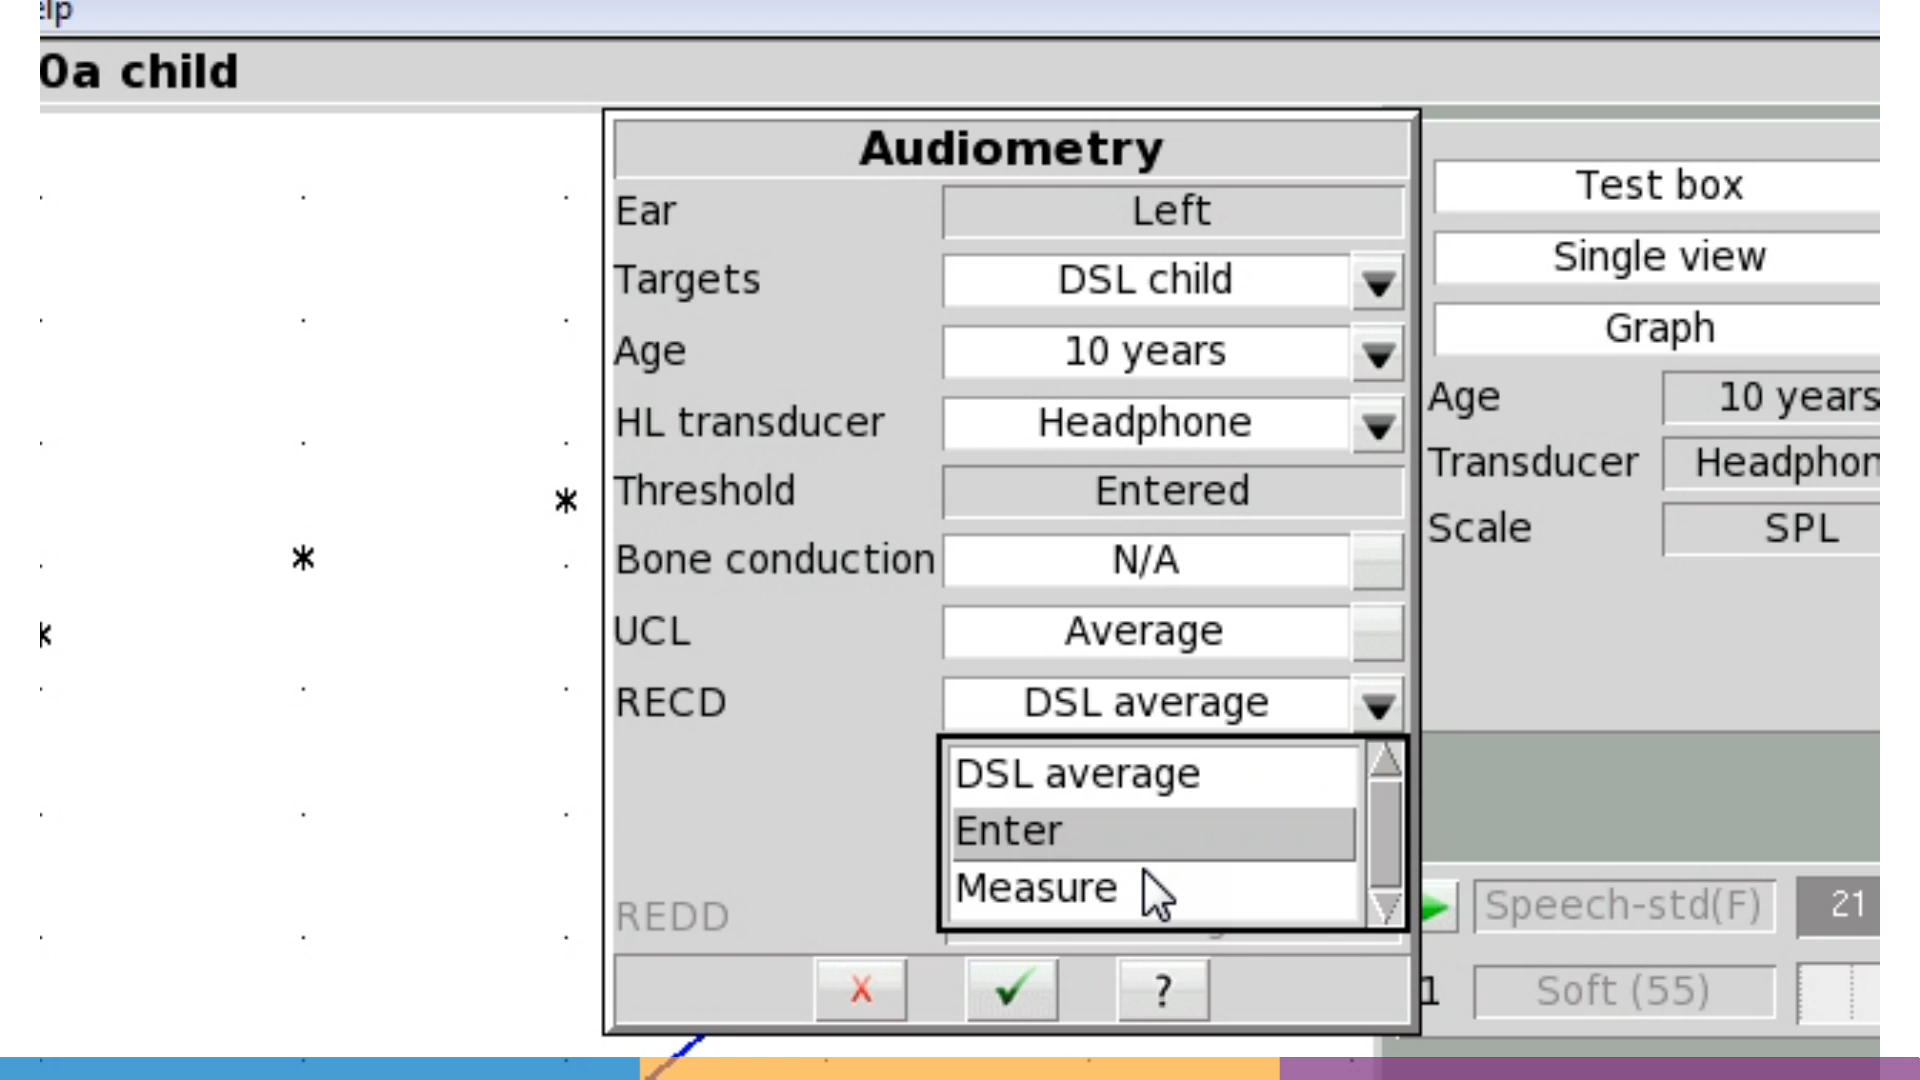 elp
0a child
Audiometry
Ear Left
Targets DSL child
Age 10 years
HL transducer Headphone
Threshold Entered
Bone conduction N/A
UCL Average
RECD DSL average
DSL average
Enter
Measure
REDD
X ?
Test box
Single view
Graph
Age 10 years
Transducer Headphon
Scale SPL
Speech-std(F) 21
1 Soft (55)